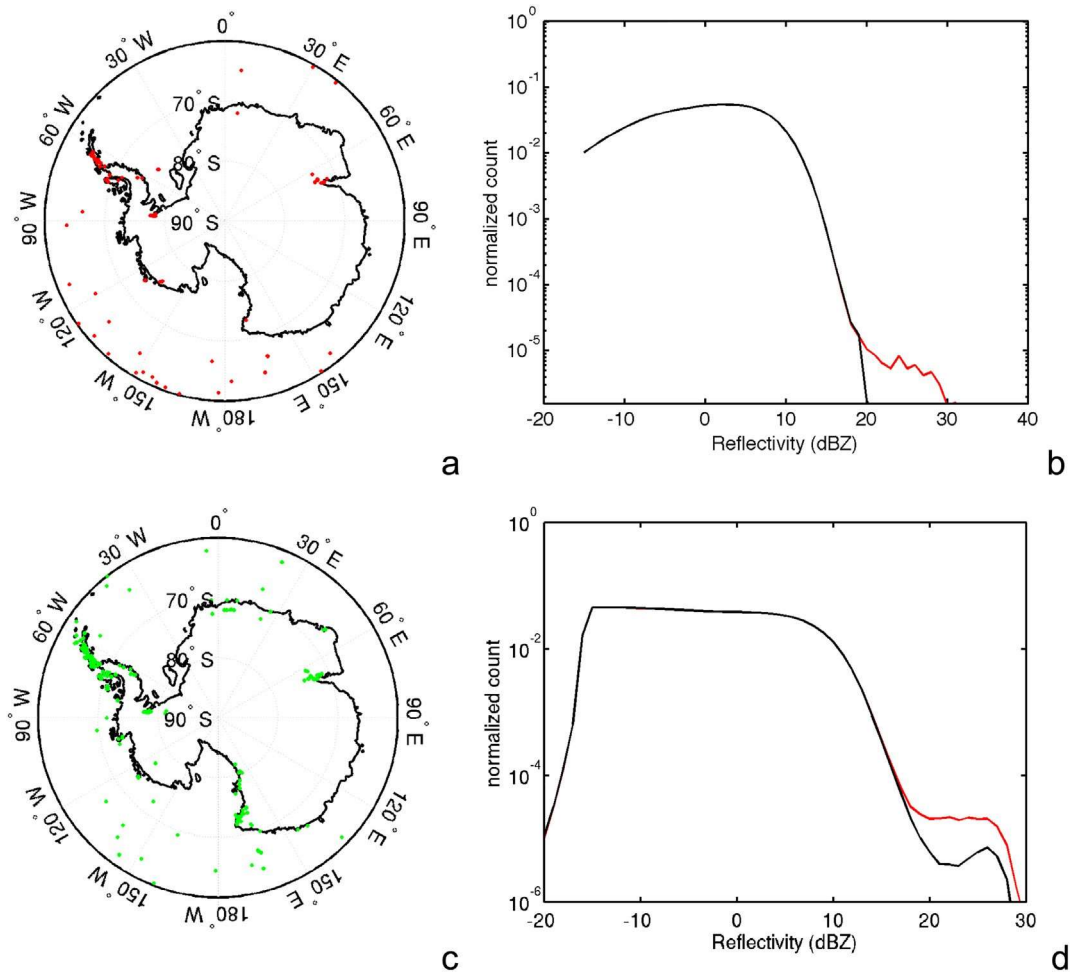 0°
30° E
60° E
90° E
120° E
150° E
180° W
150° W
120° W
90° W
60° W
30° W
70° S
80° S
90° S
a
10^0
10^-1
10^-2
10^-3
10^-4
10^-5
normalized count
-20
-10
0
10
20
30
40
Reflectivity (dBZ)
b
0°
30° E
60° E
90° E
120° E
150° E
180° W
150° W
120° W
90° W
60° W
30° W
70° S
80° S
90° S
c
10^0
10^-2
10^-4
10^-6
normalized count
-20
-10
0
10
20
30
Reflectivity (dBZ)
d